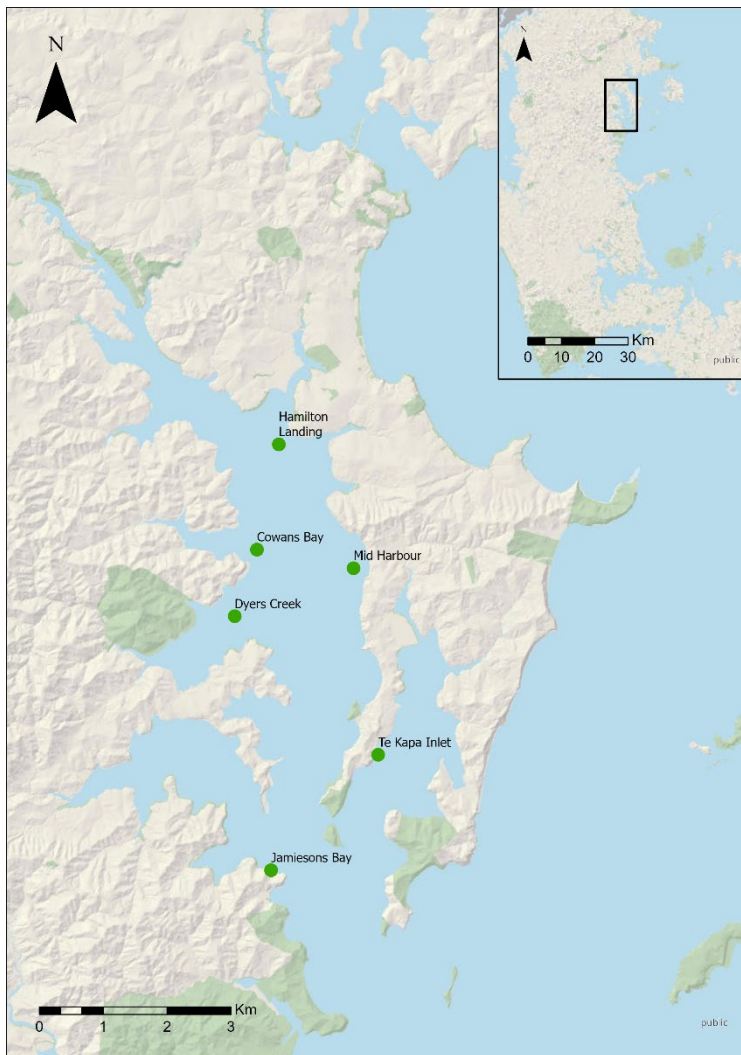 N
N
Km
0 10 20 30
public
Hamilton
Landing
Cowans Bay
Mid Harbour
Dyers Creek
Te Kapa Inlet
Jamiesons Bay
Km
0 1 2 3
public